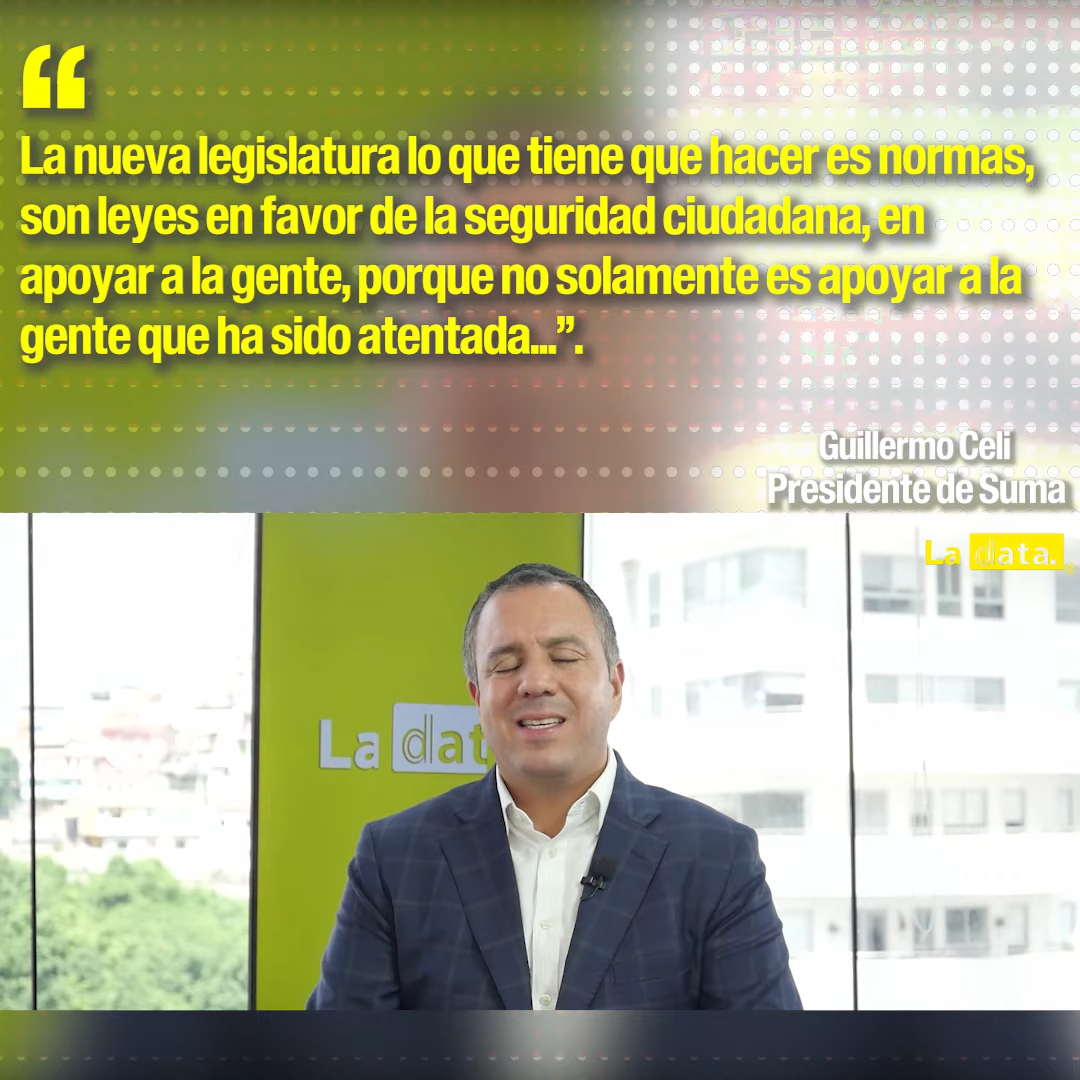 “
La nueva legislatura lo que tiene que hacer es normas,
son leyes en favor de la seguridad ciudadana, en
apoyar a la gente, porque no solamente es apoyar a la
gente que ha sido atentada...”.
Guillermo Celi
Presidente de Suma
La data.
La dat